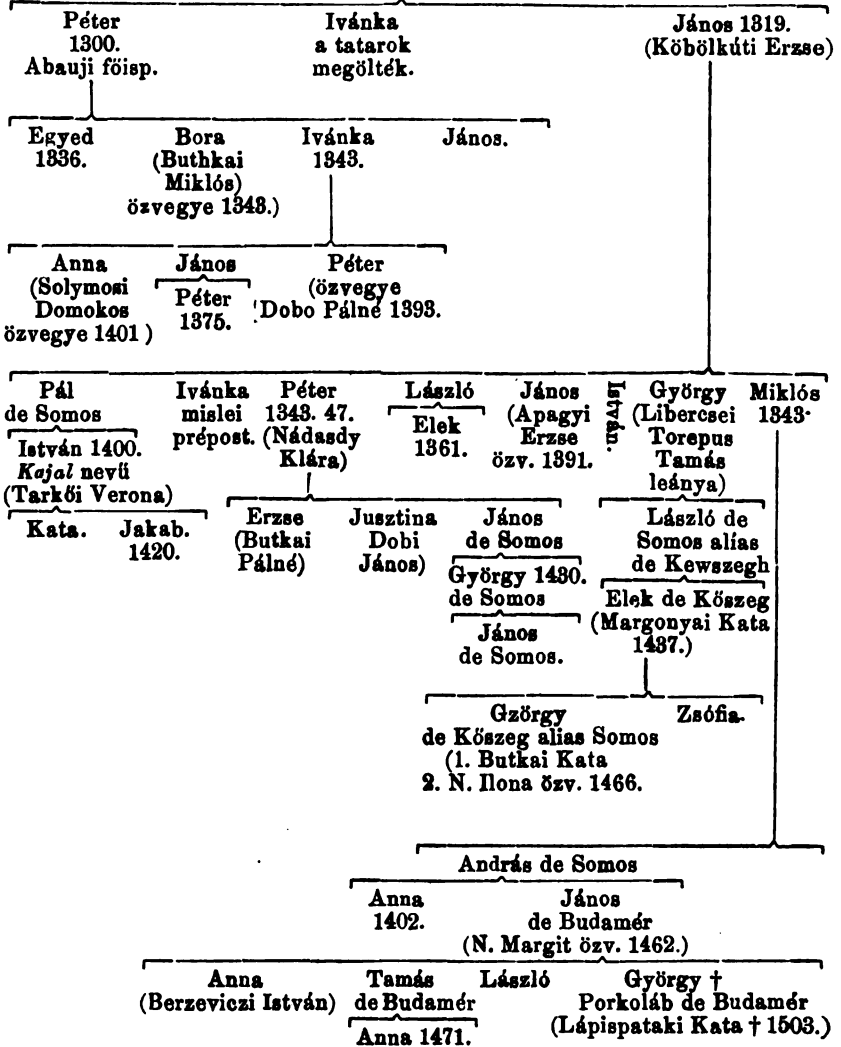 Péter
1300.
Abauji főisp.
Ivánka
a tatarok
megölték.
János 1319.
(Köbölkúti Erzse)
Egyed
1336.
Bora
(Buthkai
Miklós)
özvegye 1343.)
Ivánka
1343.
János.
Anna
(Solymosi
Domokos
özvegye 1401)
János
Péter
1375.
Péter
(özvegye
Dobo Pálné 1393.
Pál
de Somos
István 1400.
Kajal nevü
(Tarkői Verona)
Kata.
Jakab.
1420.
Ivánka
mislei
prépost.
Péter
1343. 47.
(Nádasdy
Klára)
Erzse
(Butkai
Pálné)
Jusztina
Dobi
János)
János
de Somos
György 1430.
de Somos
János
de Somos.
László
Elek
1361.
János
(Apagyi
Erzse
özv. 1391.
István.
György
(Libercsei
Torepus
Tamás
leánya)
László de
Somos alías
de Kewszegh
Elek de Kőszeg
(Margonyai Kata
1437.)
Gzörgy
de Kőszeg alias Somos
(1. Butkai Kata
2. N. Ilona özv. 1466.
Zsófia.
Miklós
1343.
András de Somos
Anna
1402.
János
de Budamér
(N. Margit özv. 1462.)
Anna
(Berzeviczi István)
Tamás
de Budamér
Anna 1471.
László
György †
Porkoláb de Budamér
(Lápispataki Kata † 1503.)